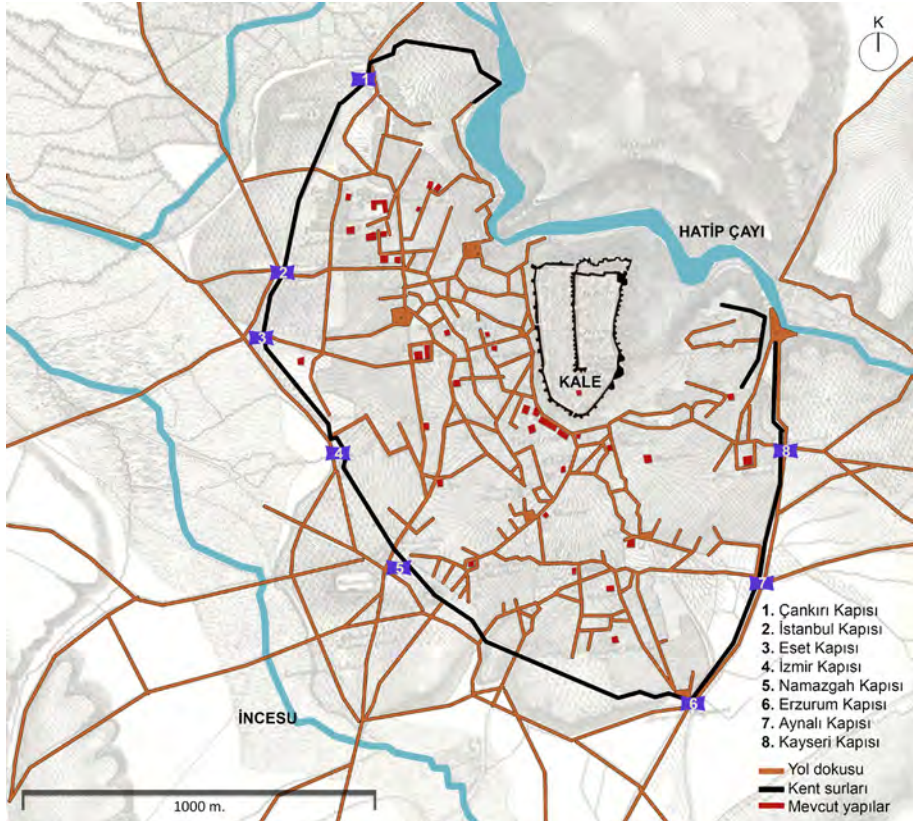 K
1
HATİP ÇAYI
2
3
KALE
4
8
5
7
1. Çankırı Kapısı
2. İstanbul Kapısı
3. Eset Kapısı
4. İzmir Kapısı
5. Namazgah Kapısı
6. Erzurum Kapısı
7. Aynalı Kapısı
8. Kayseri Kapısı
6
İNCESU
Yol dokusu
Kent surları
Mevcut yapılar
1000 m.